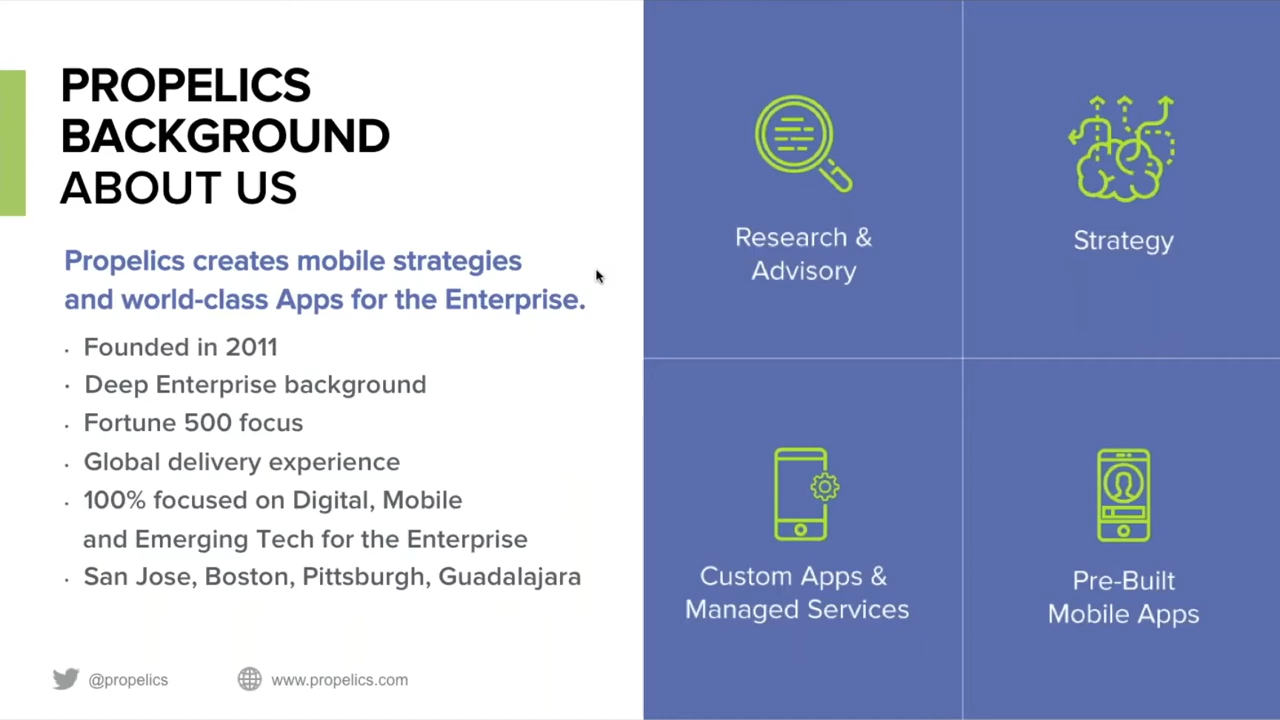 PROPELICS
BACKGROUND
ABOUT US
Propelics creates mobile strategies
and world-class Apps for the Enterprise.
· Founded in 2011
· Deep Enterprise background
· Fortune 500 focus
· Global delivery experience
· 100% focused on Digital, Mobile
and Emerging Tech for the Enterprise
· San Jose, Boston, Pittsburgh, Guadalajara
@propelics
www.propelics.com
Research &
Advisory
Strategy
Custom Apps &
Managed Services
Pre-Built
Mobile Apps